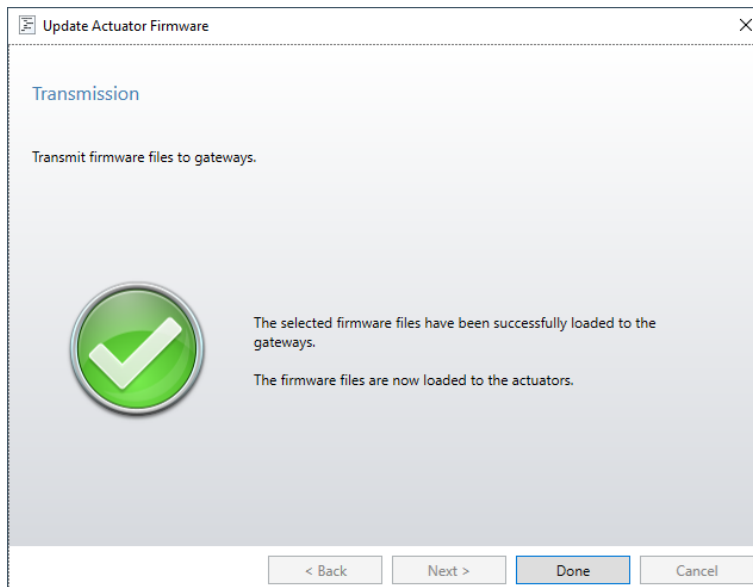 Update Actuator Firmware
Transmission
Transmit firmware files to gateways.
The selected firmware files have been successfully loaded to the
gateways.
The firmware files are now loaded to the actuators.
< Back
Next >
Done
Cancel